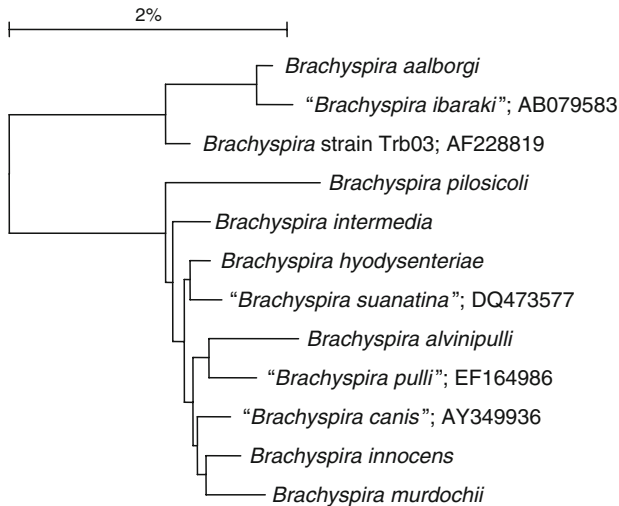 2%
Brachyspira aalborgi
“Brachyspira ibaraki”; AB079583
Brachyspira strain Trb03; AF228819
Brachyspira pilosicoli
Brachyspira intermedia
Brachyspira hyodysenteriae
“Brachyspira suanatina”; DQ473577
Brachyspira alvinipulli
“Brachyspira pulli”; EF164986
“Brachyspira canis”; AY349936
Brachyspira innocens
Brachyspira murdochii